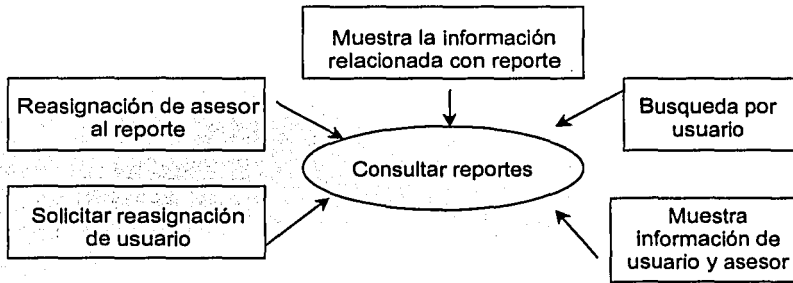 Muestra la información
relacionada con reporte
Reasignación de asesor
al reporte
Busqueda por
usuario
Consultar reportes
Solicitar reasignación
de usuario
Muestra
información de
usuario y asesor